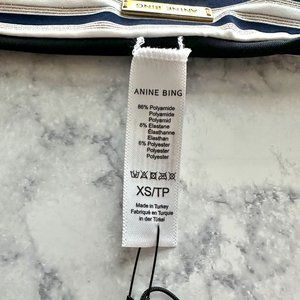 ANINE BING
ANINE BING
86% Polyamide
Polyamide
Polyamid
8% Elastane
Élasthanne
Elasthan
6% Polyester
Polyester
Polyester
XS/TP
Made in Turkey
Fabriqué en Turquie
in der Türkei